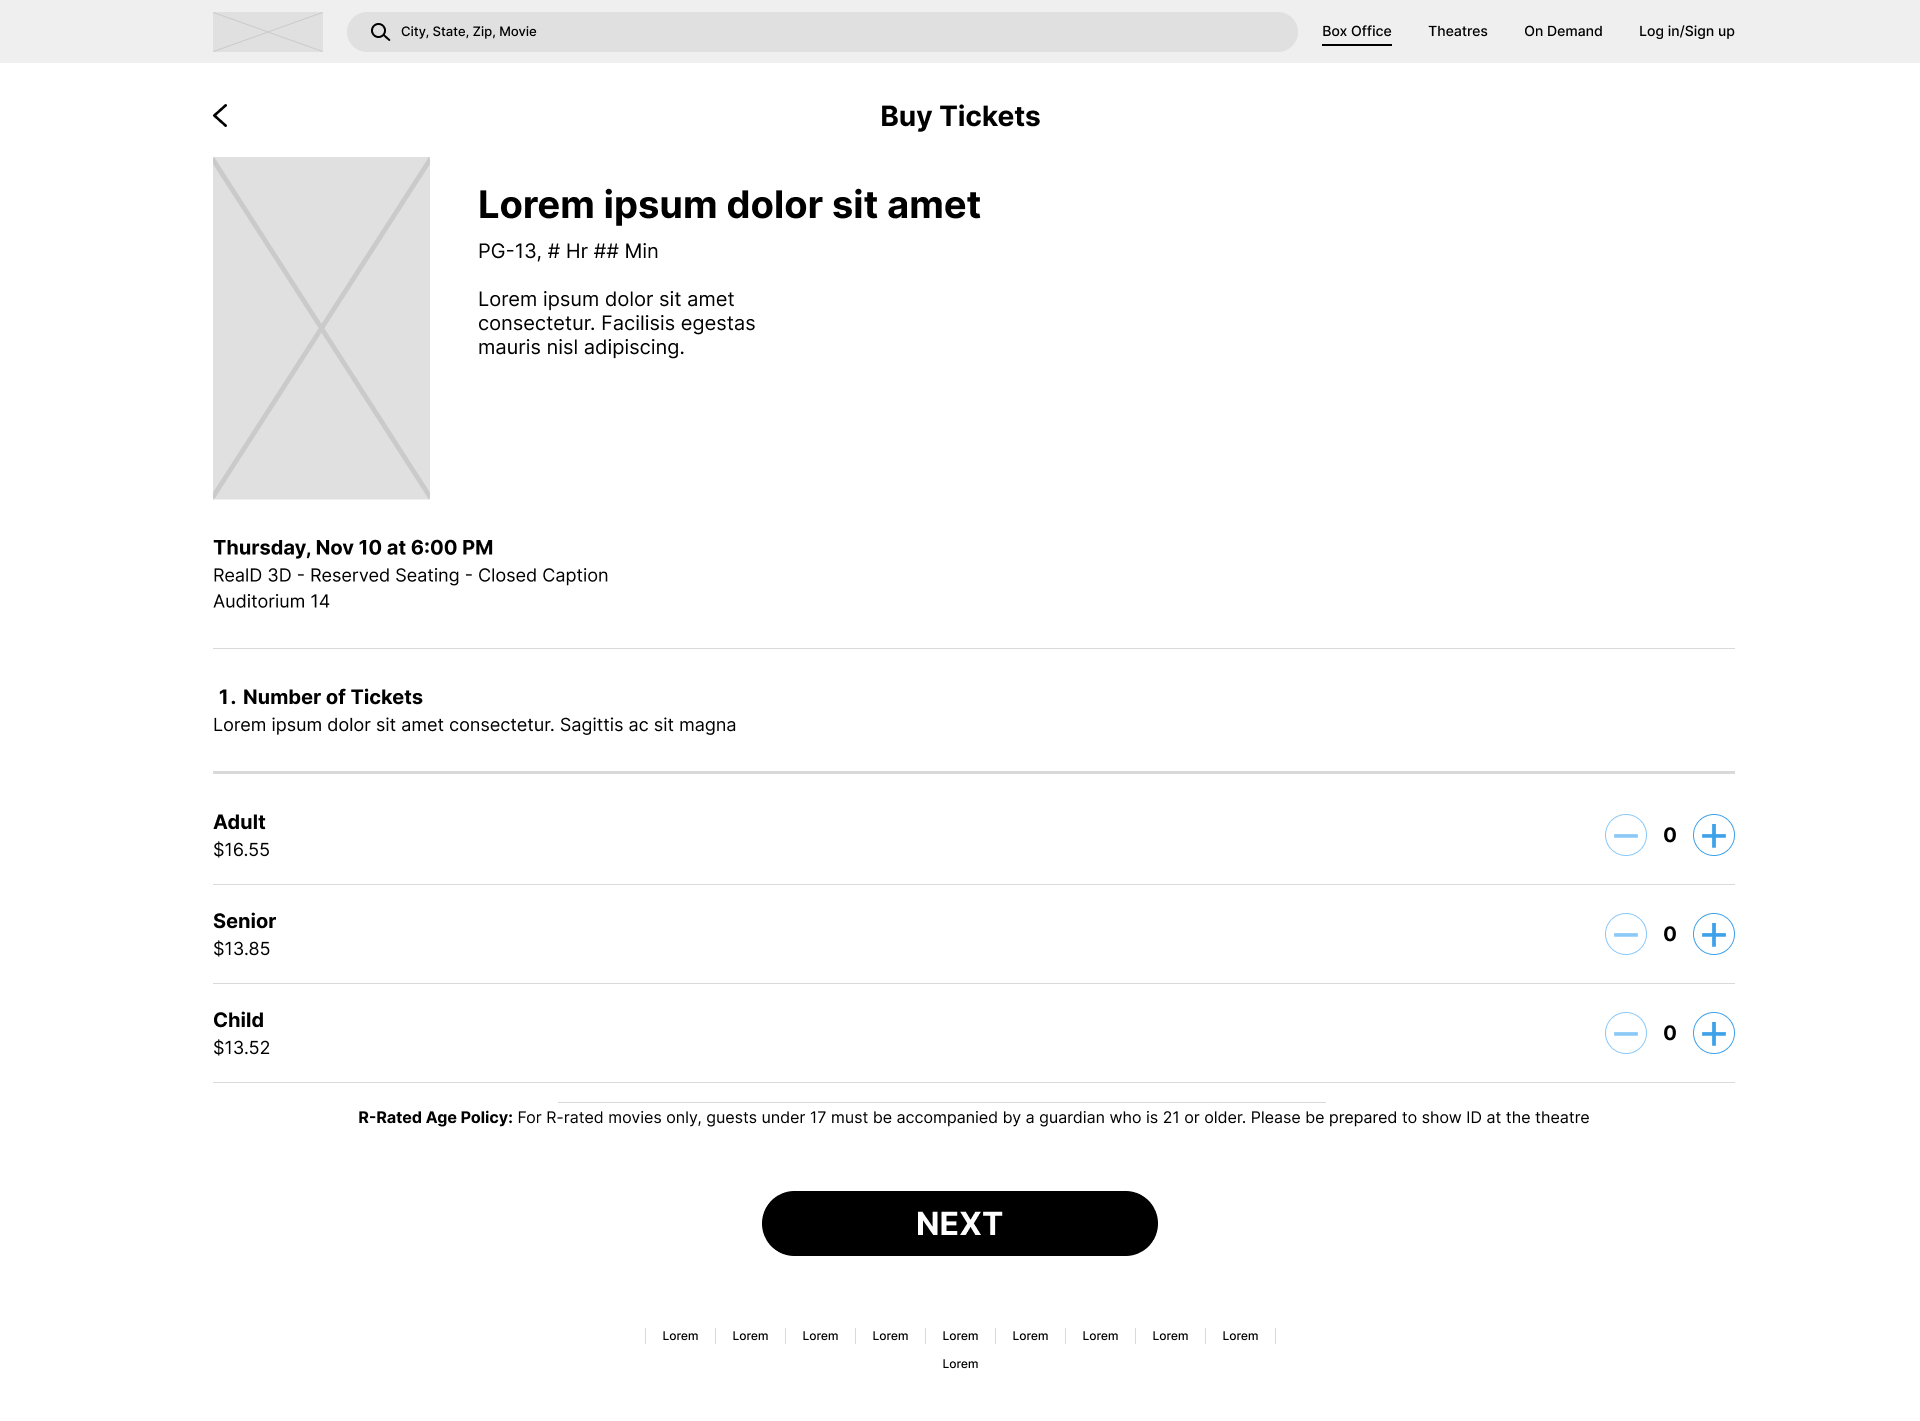 City, State, Zip, Movie
Box Office
Theatres
On Demand
Log in/Sign up
Buy Tickets
Lorem ipsum dolor sit amet
PG-13, # Hr ## Min
Lorem ipsum dolor sit amet
consectetur. Facilisis egestas
mauris nisl adipiscing.
Thursday, Nov 10 at 6:00 PM
RealD 3D - Reserved Seating - Closed Caption
Auditorium 14
1. Number of Tickets
Lorem ipsum dolor sit amet consectetur. Sagittis ac sit magna
Adult
$16.55
0
Senior
$13.85
0
Child
$13.52
0
R-Rated Age Policy: For R-rated movies only, guests under 17 must be accompanied by a guardian who is 21 or older. Please be prepared to show ID at the theatre
NEXT
Lorem Lorem Lorem Lorem Lorem Lorem Lorem Lorem Lorem
Lorem